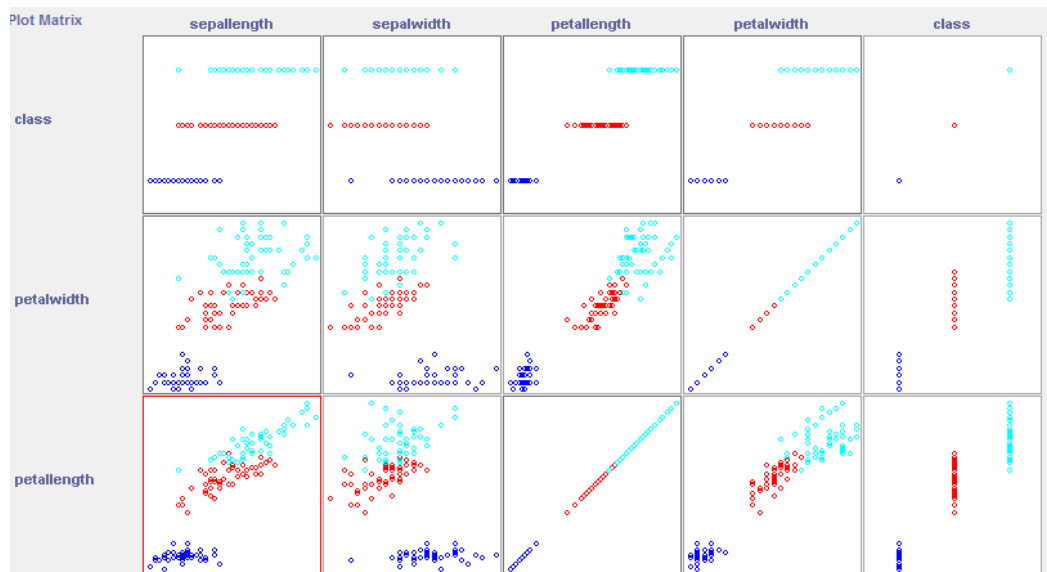 Plot Matrix
sepallength sepalwidth petallength petalwidth class
class
petalwidth
petallength